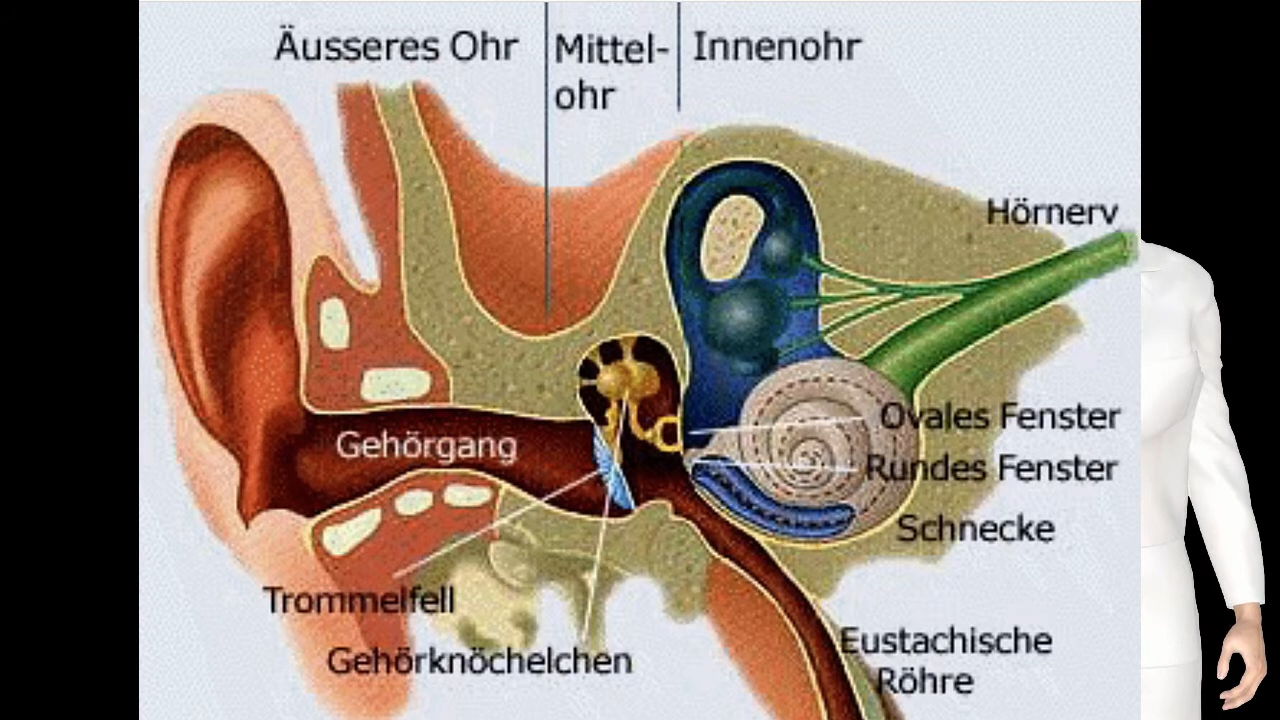 Äusseres Ohr
Mittel-
ohr
Innenohr
Hörnerv
Ovales Fenster
Gehörgang
Rundes Fenster
Schnecke
Trommelfell
Gehörknöchelchen
Eustachische
Röhre